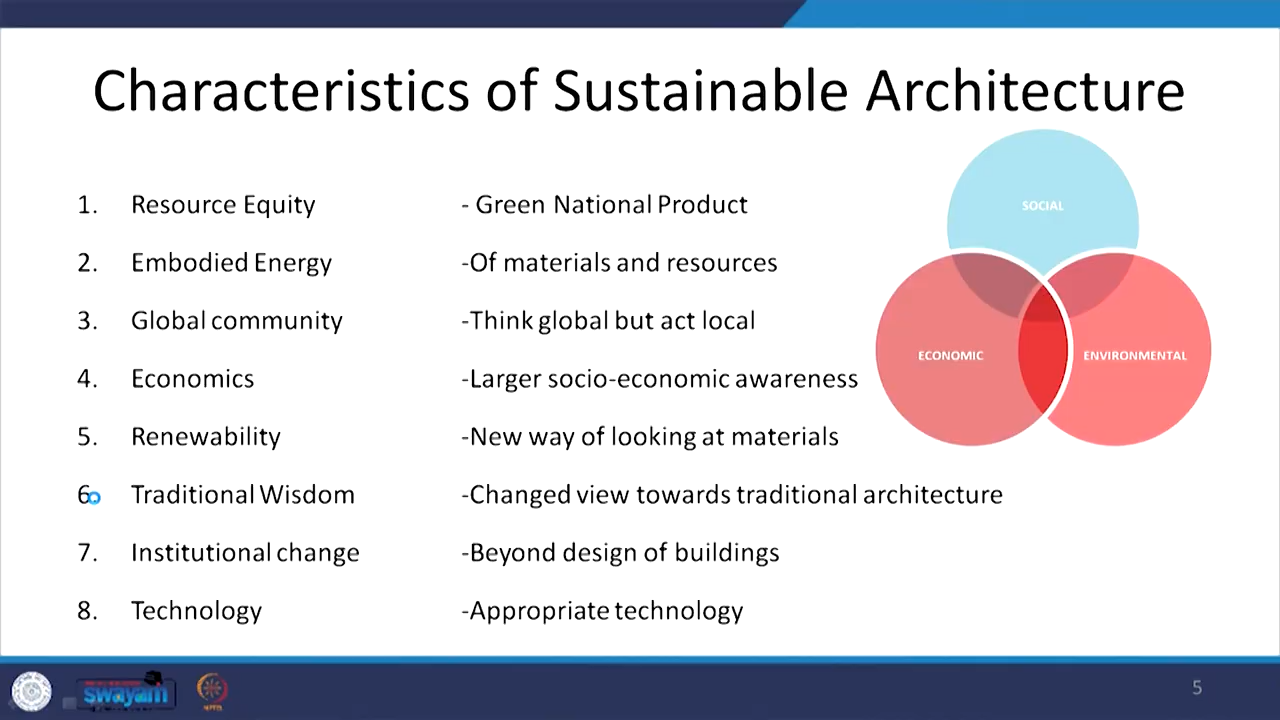 Characteristics of Sustainable Architecture
1. Resource Equity - Green National Product
2. Embodied Energy -Of materials and resources
3. Global community -Think global but act local
4. Economics -Larger socio-economic awareness
5. Renewability -New way of looking at materials
6. Traditional Wisdom -Changed view towards traditional architecture
7. Institutional change -Beyond design of buildings
8. Technology -Appropriate technology
SOCIAL
ECONOMIC
ENVIRONMENTAL
swayam
5